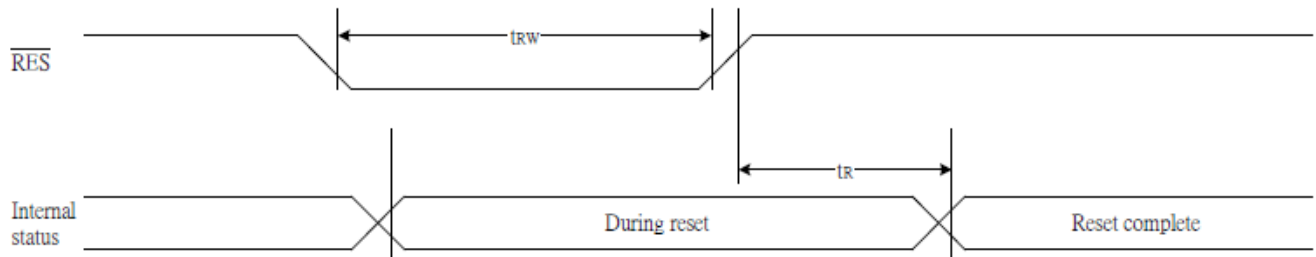 tRW
RES
tR
Internal
status
During reset
Reset complete